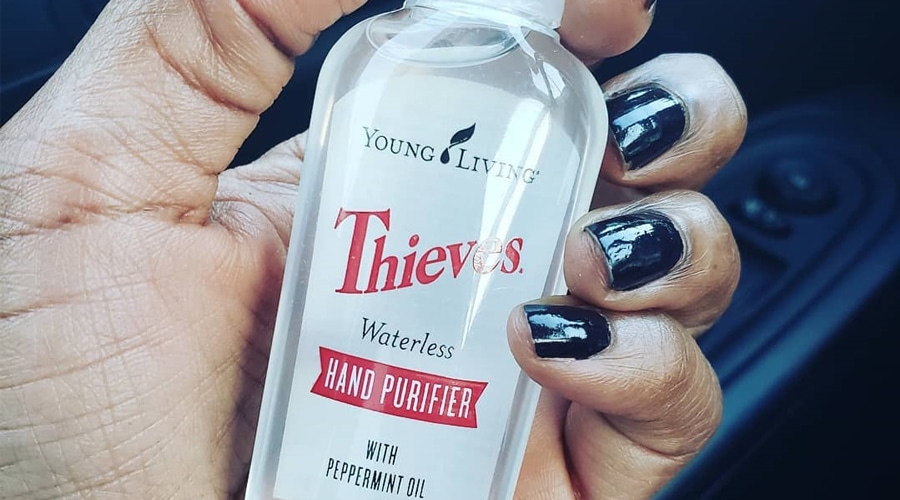 YOUNG LIVING®
Thieves.
Waterless
HAND PURIFIER
WITH
PEPPERMINT OIL